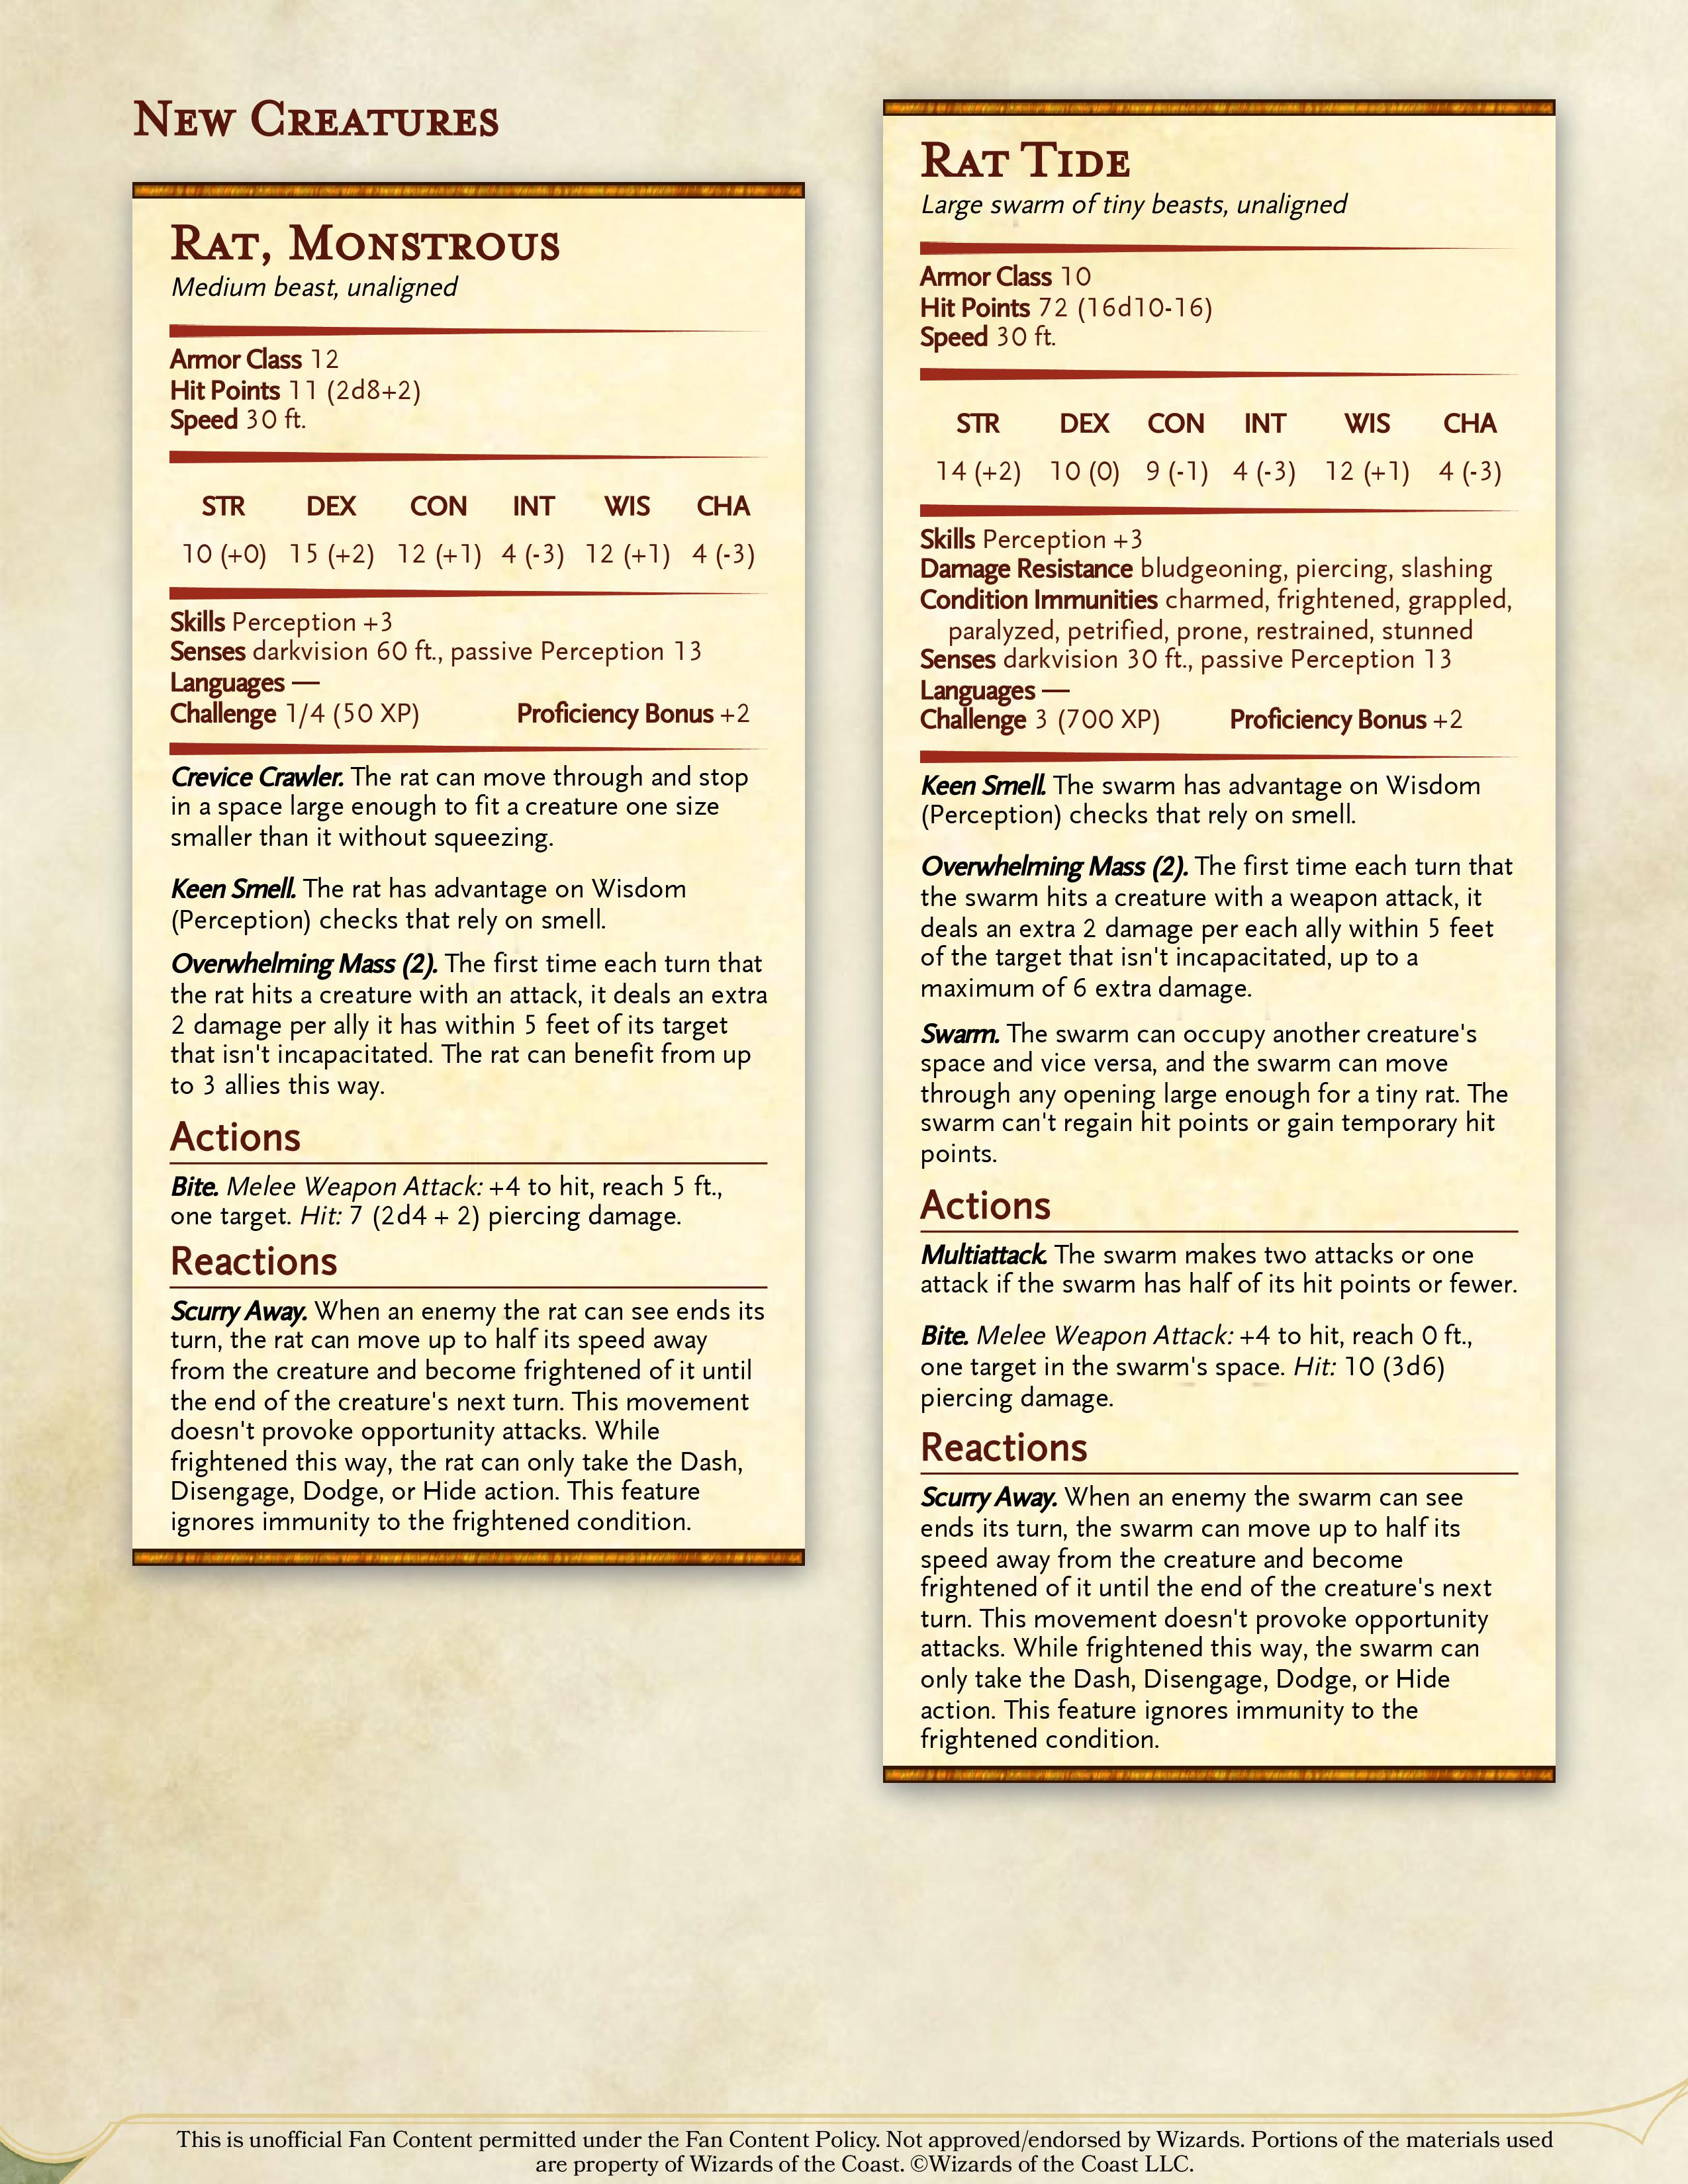 NEW CREATURES
RAT, MONSTROUS
Medium beast, unaligned
Armor Class 12
Hit Points 11 (2d8+2)
Speed 30 ft.
STR DEX CON INT WIS CHA
10 (+0) 15 (+2) 12 (+1) 4 (-3) 12 (+1) 4 (-3)
Skills Perception +3
Senses darkvision 60 ft., passive Perception 13
Languages —
Challenge 1/4 (50 XP) Proficiency Bonus +2
Crevice Crawler. The rat can move through and stop
in a space large enough to fit a creature one size
smaller than it without squeezing.
Keen Smell. The rat has advantage on Wisdom
(Perception) checks that rely on smell.
Overwhelming Mass (2). The first time each turn that
the rat hits a creature with an attack, it deals an extra
2 damage per ally it has within 5 feet of its target
that isn't incapacitated. The rat can benefit from up
to 3 allies this way.
Actions
Bite. Melee Weapon Attack: +4 to hit, reach 5 ft.,
one target. Hit: 7 (2d4 + 2) piercing damage.
Reactions
Scurry Away. When an enemy the rat can see ends its
turn, the rat can move up to half its speed away
from the creature and become frightened of it until
the end of the creature's next turn. This movement
doesn't provoke opportunity attacks. While
frightened this way, the rat can only take the Dash,
Disengage, Dodge, or Hide action. This feature
ignores immunity to the frightened condition.
RAT TIDE
Large swarm of tiny beasts, unaligned
Armor Class 10
Hit Points 72 (16d10-16)
Speed 30 ft.
STR DEX CON INT WIS CHA
14 (+2) 10 (0) 9 (-1) 4 (-3) 12 (+1) 4 (-3)
Skills Perception +3
Damage Resistance bludgeoning, piercing, slashing
Condition Immunities charmed, frightened, grappled,
paralyzed, petrified, prone, restrained, stunned
Senses darkvision 30 ft., passive Perception 13
Languages —
Challenge 3 (700 XP) Proficiency Bonus +2
Keen Smell. The swarm has advantage on Wisdom
(Perception) checks that rely on smell.
Overwhelming Mass (2). The first time each turn that
the swarm hits a creature with a weapon attack, it
deals an extra 2 damage per each ally within 5 feet
of the target that isn't incapacitated, up to a
maximum of 6 extra damage.
Swarm. The swarm can occupy another creature's
space and vice versa, and the swarm can move
through any opening large enough for a tiny rat. The
swarm can't regain hit points or gain temporary hit
points.
Actions
Multiattack. The swarm makes two attacks or one
attack if the swarm has half of its hit points or fewer.
Bite. Melee Weapon Attack: +4 to hit, reach 0 ft.,
one target in the swarm's space. Hit: 10 (3d6)
piercing damage.
Reactions
Scurry Away. When an enemy the swarm can see
ends its turn, the swarm can move up to half its
speed away from the creature and become
frightened of it until the end of the creature's next
turn. This movement doesn't provoke opportunity
attacks. While frightened this way, the swarm can
only take the Dash, Disengage, Dodge, or Hide
action. This feature ignores immunity to the
frightened condition.
This is unofficial Fan Content permitted under the Fan Content Policy. Not approved/endorsed by Wizards. Portions of the materials used
are property of Wizards of the Coast. ©Wizards of the Coast LLC.